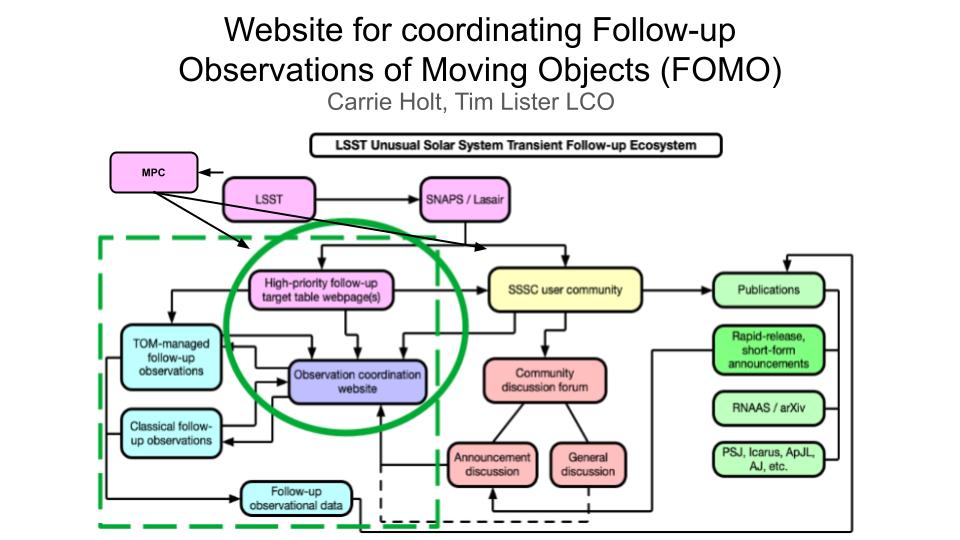 Website for coordinating Follow-up
Observations of Moving Objects (FOMO)
Carrie Holt, Tim Lister LCO
LSST Unusual Solar System Transient Follow-up Ecosystem
MPC
LSST
SNAPS / Lasair
High-priority follow-up
target table webpage(s)
SSSC user community
Publications
TOM-managed
follow-up
observations
Rapid-release,
short-form
announcements
Observation coordination
website
Community
discussion forum
RNAAS / arXiv
Classical follow-
up observations
Announcement
discussion
General
discussion
PSJ, Icarus, ApJL,
AJ, etc.
Follow-up
observational data